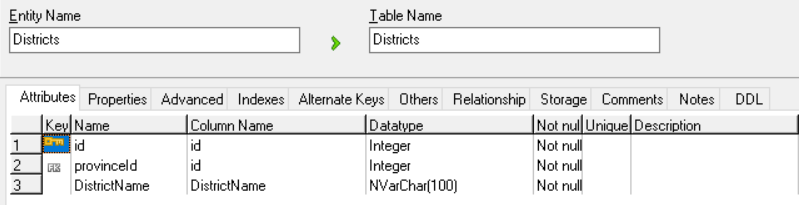 Entity Name Table Name
Districts Districts
Attributes Properties Advanced Indexes Alternate Keys Others Relationship Storage Comments Notes DDL
Key Name Column Name Datatype Not nul Unique Description
1 id id Integer Not null
2 FK provinceId id Integer Not null
3 DistrictName DistrictName NVarChar(100) Not null